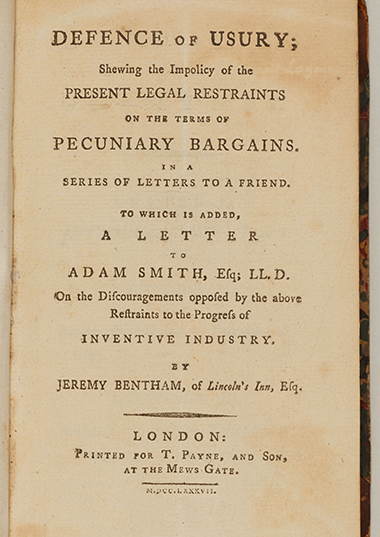 DEFENCE OF USURY;
Shewing the Impolicy of the
PRESENT LEGAL RESTRAINTS
ON THE TERMS OF
PECUNIARY BARGAINS.
IN A
SERIES OF LETTERS TO A FRIEND.
TO WHICH IS ADDED,
A LETTER
TO
ADAM SMITH, Eſq; LL.D.
On the Diſcouragements oppoſed by the above
Reſtraints to the Progreſs of
INVENTIVE INDUSTRY.
BY
JEREMY BENTHAM, of Lincoln's Inn, Eſq.
LONDON:
PRINTED FOR T. PAYNE, AND SON,
AT THE MEWS GATE.
M.DCC.LXXXVII.